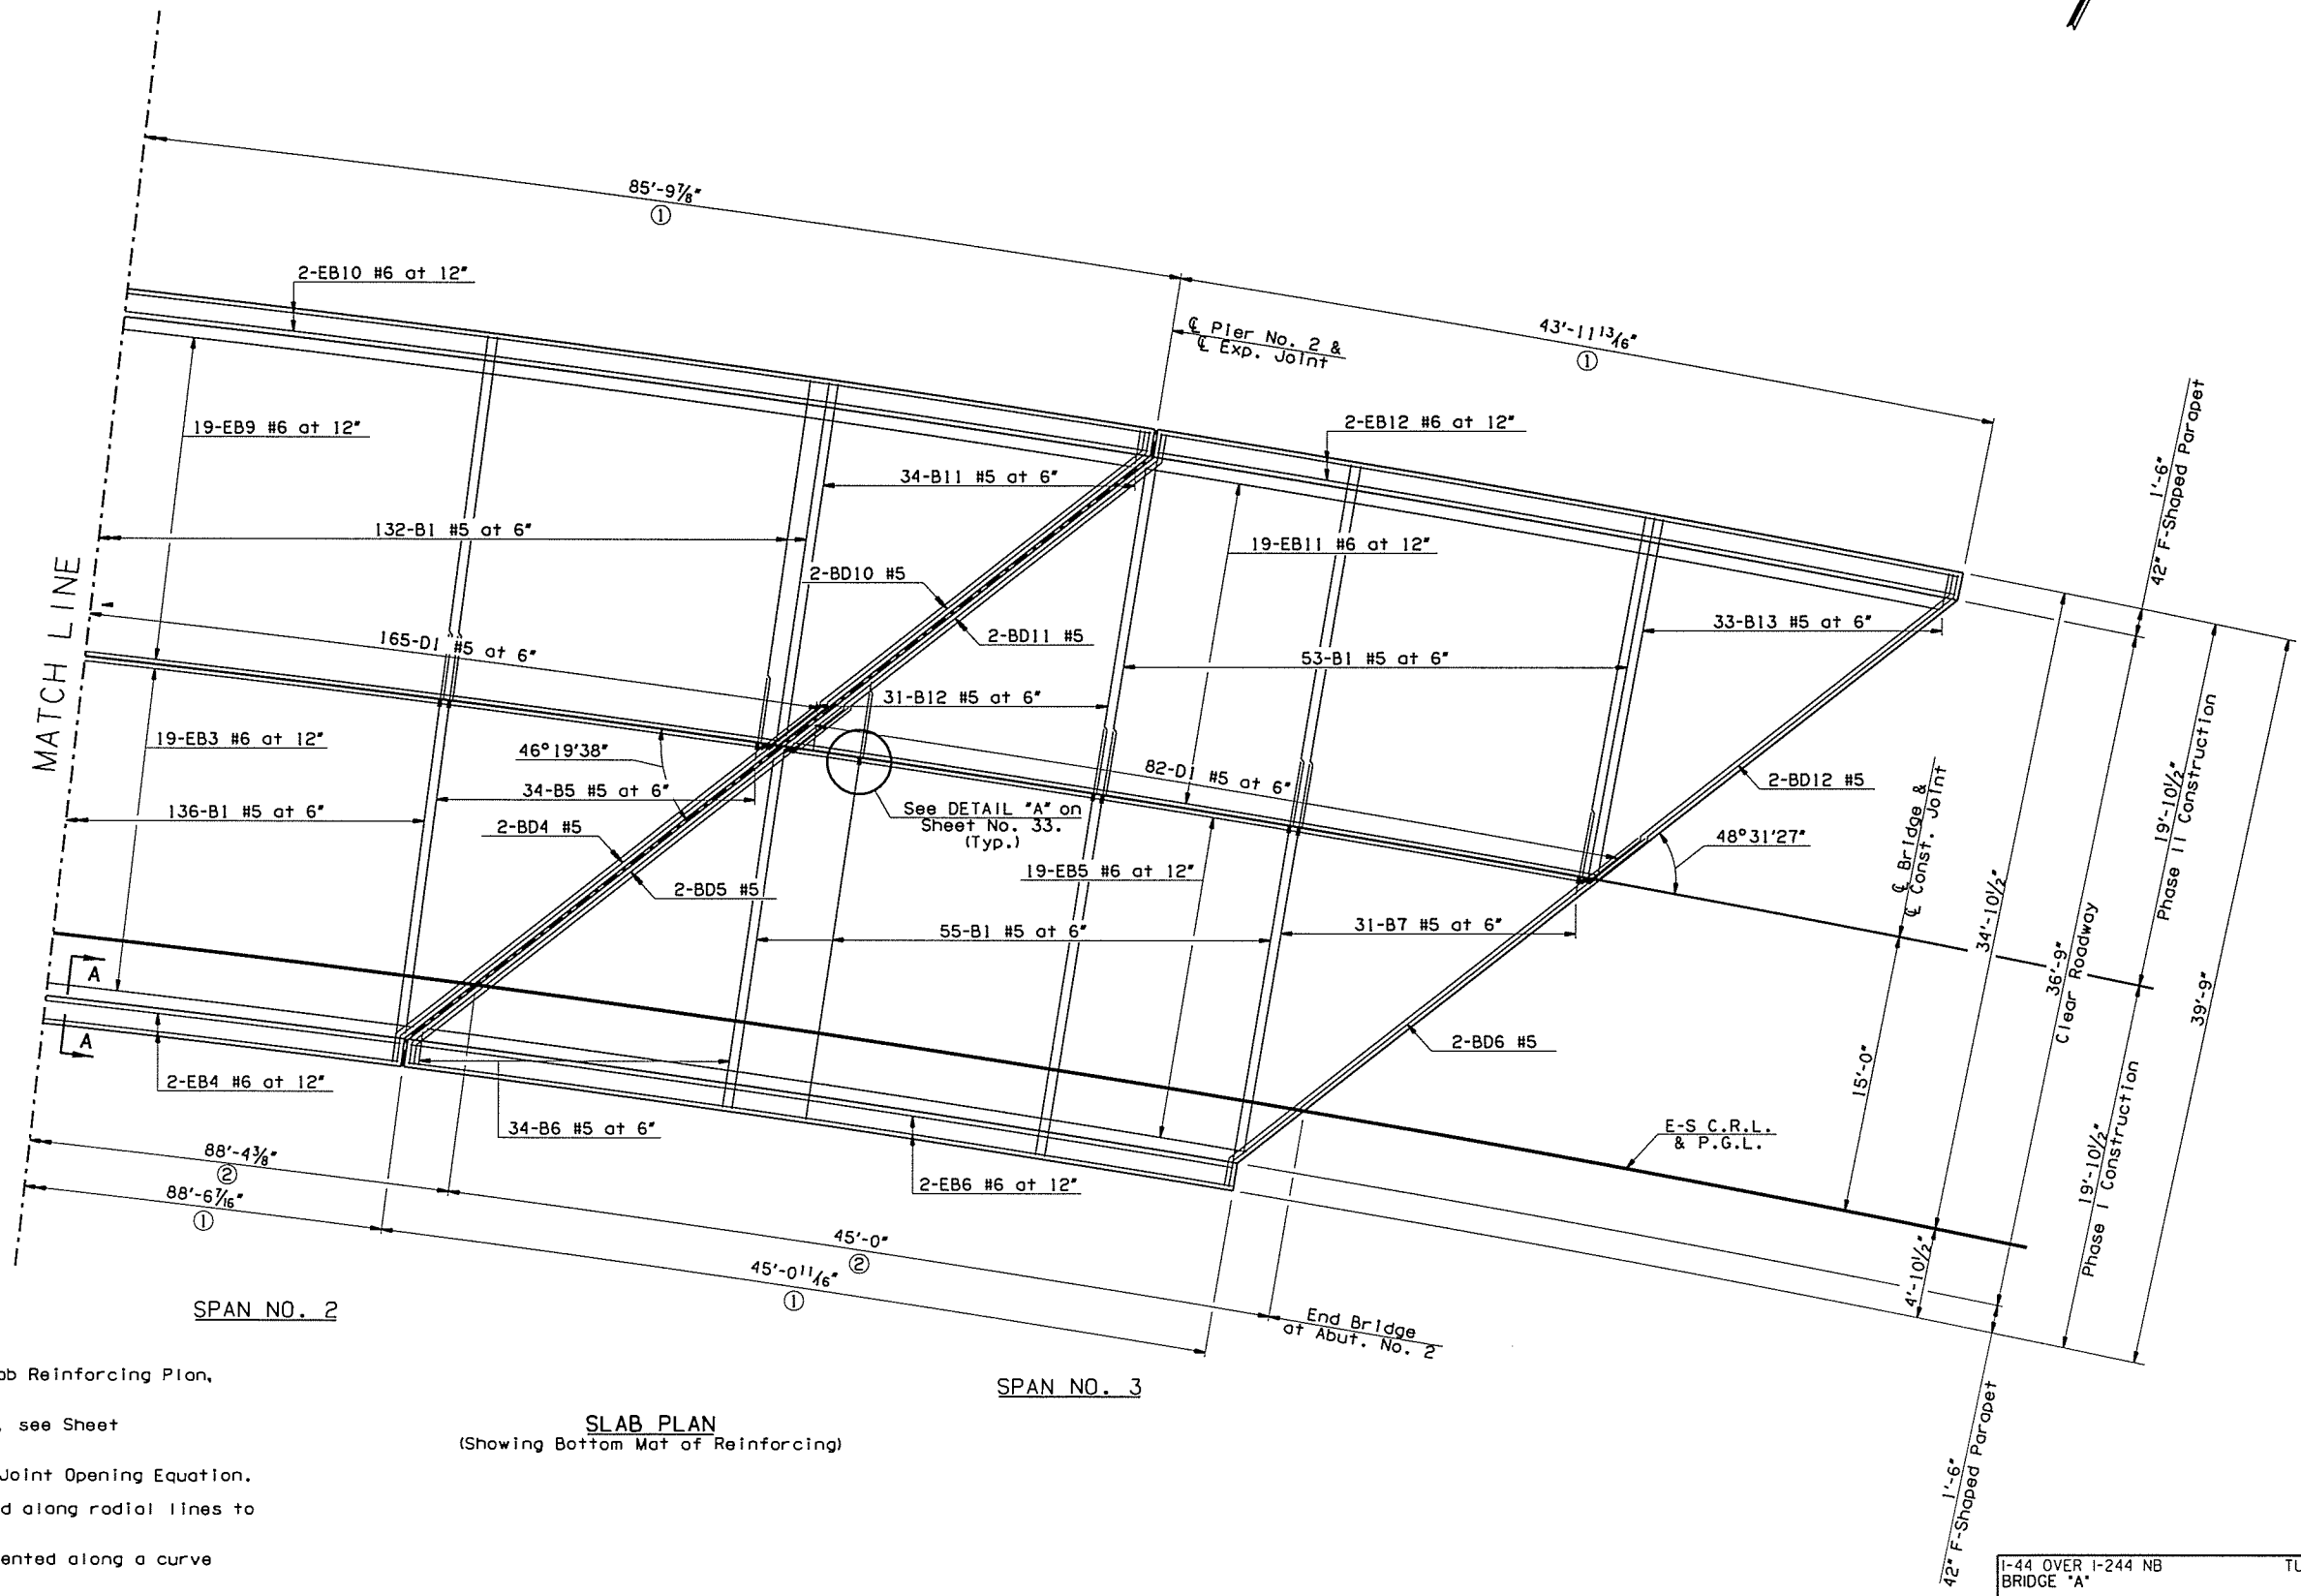 85'-9⅞"
①
2-EB10 #6 at 12"
℄ Pier No. 2 &
℄ Exp. Joint
43'-11 13/16"
①
1'-6"
42" F-Shaped Parapet
19-EB9 #6 at 12"
34-B11 #5 at 6"
2-EB12 #6 at 12"
132-B1 #5 at 6"
19-EB11 #6 at 12"
MATCH LINE
2-BD10 #5
2-BD11 #5
33-B13 #5 at 6"
165-D1 #5 at 6"
53-B1 #5 at 6"
31-B12 #5 at 6"
19-EB3 #6 at 12"
46°19'38"
34-B5 #5 at 6"
82-D1 #5 at 6"
2-BD12 #5
See DETAIL "A" on
Sheet No. 33.
(Typ.)
136-B1 #5 at 6"
2-BD4 #5
48°31'27"
19-EB5 #6 at 12"
2-BD5 #5
55-B1 #5 at 6"
31-B7 #5 at 6"
℄ Bridge &
℄ Const. Joint
34'-10½"
36'-9"
Clear Roadway
19'-10½"
Phase II Construction
39'-9"
A
A
2-BD6 #5
15'-0"
2-EB4 #6 at 12"
34-B6 #5 at 6"
E-S C.R.L.
& P.G.L.
88'-4⅜"
②
88'-6 7/16"
①
2-EB6 #6 at 12"
45'-0"
②
45'-0 11/16"
①
19'-10½"
Phase I Construction
4'-10½"
End Bridge
at Abut. No. 2
SPAN NO. 2
SPAN NO. 3
1'-6"
42" F-Shaped Parapet
SLAB PLAN
(Showing Bottom Mat of Reinforcing)
ab Reinforcing Plan,
, see Sheet
Joint Opening Equation.
d along radial lines to
ented along a curve
I-44 OVER I-244 NB TU
BRIDGE "A"